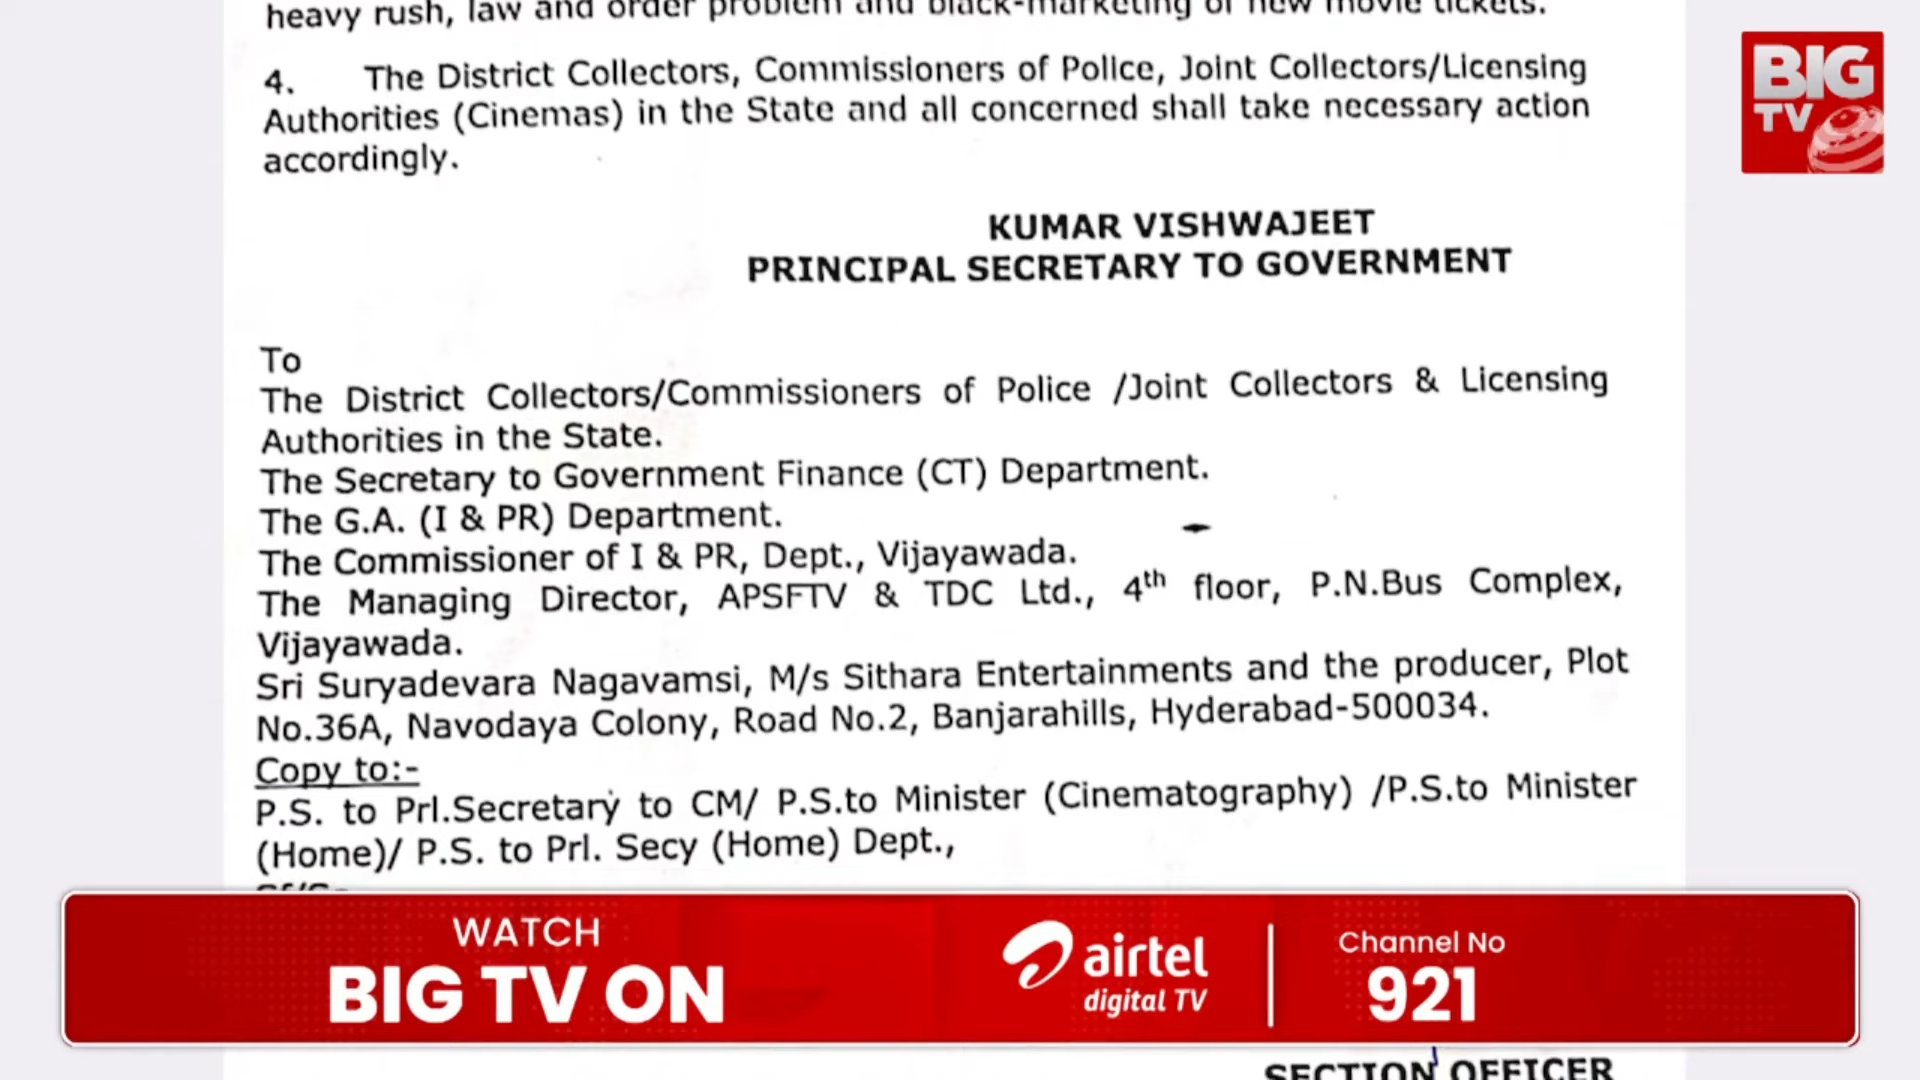 heavy rush, law and order problem and black-marketing of new movie tickets.
4. The District Collectors, Commissioners of Police, Joint Collectors/Licensing
Authorities (Cinemas) in the State and all concerned shall take necessary action
accordingly.
KUMAR VISHWAJEET
PRINCIPAL SECRETARY TO GOVERNMENT
To
The District Collectors/Commissioners of Police /Joint Collectors & Licensing
Authorities in the State.
The Secretary to Government Finance (CT) Department.
The G.A. (I & PR) Department.
The Commissioner of I & PR, Dept., Vijayawada.
The Managing Director, APSFTV & TDC Ltd., 4th floor, P.N.Bus Complex,
Vijayawada.
Sri Suryadevara Nagavamsi, M/s Sithara Entertainments and the producer, Plot
No.36A, Navodaya Colony, Road No.2, Banjarahills, Hyderabad-500034.
Copy to:-
P.S. to Prl.Secretary to CM/ P.S.to Minister (Cinematography) /P.S.to Minister
(Home)/ P.S. to Prl. Secy (Home) Dept.,
SECTION OFFICER
BIG
TV
WATCH
BIG TV ON
airtel
digital TV
Channel No
921